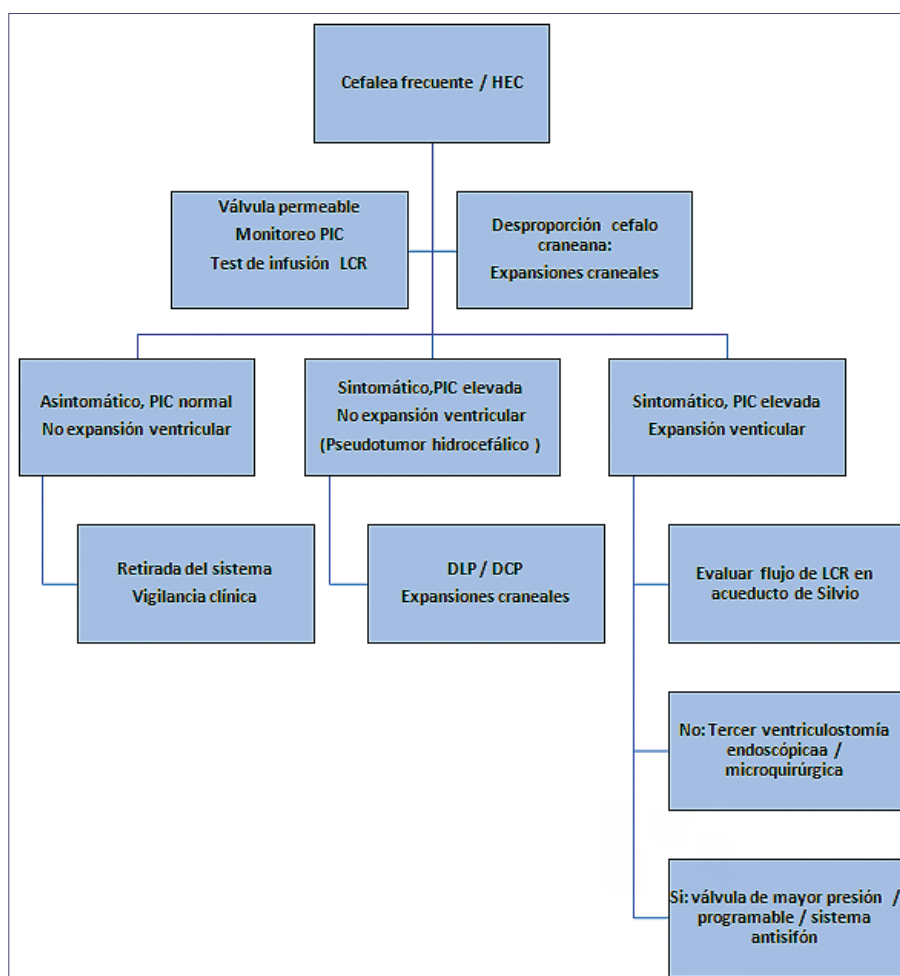 Cefalea frecuente / HEC
Válvula permeable
Monitoreo PIC
Test de infusión LCR
Desproporción cefalo
craneana:
Expansiones craneales
Asintomático, PIC normal
No expansión ventricular
Sintomático,PIC elevada
No expansión ventricular
(Pseudotumor hidrocefálico )
Sintomático, PIC elevada
Expansión venticular
Retirada del sistema
Vigilancia clínica
DLP / DCP
Expansiones craneales
Evaluar flujo de LCR en
acueducto de Silvio
No: Tercer ventriculostomía
endoscópicaa /
microquirúrgica
Si: válvula de mayor presión /
programable / sistema
antisifón